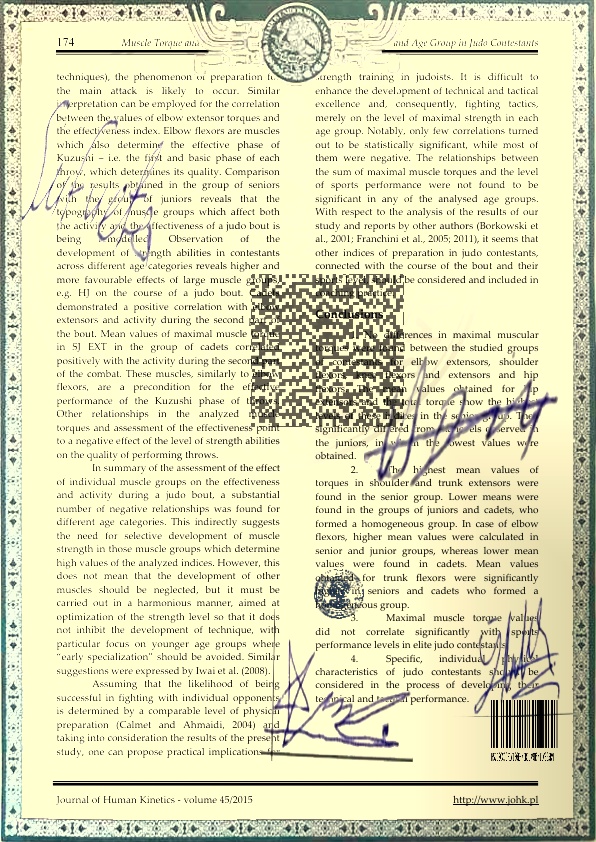 174
Muscle Torque and
and Age Group in Judo Contestants
techniques), the phenomenon of preparation to
the main attack is likely to occur. Similar
interpretation can be employed for the correlation
between the values of elbow extensor torques and
the effectiveness index. Elbow flexors are muscles
which also determine the effective phase of
Kuzushi – i.e. the first and basic phase of each
throw, which determines its quality. Comparison
of the results obtained in the group of seniors
with the group of juniors reveals that the
topography of muscle groups which affect both
the activity and the effectiveness of a judo bout is
being Observation of the
development of strength abilities in contestants
across different age categories reveals higher and
more favourable effects of large muscle groups,
e.g. HJ on the course of a judo bout. Cadets
demonstrated a positive correlation with elbow
extensors and activity during the second part of
the bout. Mean values of maximal muscle torque
in SJ EXT in the group of cadets correlated
positively with the activity during the second part
of the combat. These muscles, similarly to elbow
flexors, are a precondition for the effective
performance of the Kuzushi phase of throws.
Other relationships in the analyzed muscle
torques and assessment of the effectiveness point
to a negative effect of the level of strength abilities
on the quality of performing throws.
In summary of the assessment of the effect
of individual muscle groups on the effectiveness
and activity during a judo bout, a substantial
number of negative relationships was found for
different age categories. This indirectly suggests
the need for selective development of muscle
strength in those muscle groups which determine
high values of the analyzed indices. However, this
does not mean that the development of other
muscles should be neglected, but it must be
carried out in a harmonious manner, aimed at
optimization of the strength level so that it does
not inhibit the development of technique, with
particular focus on younger age groups where
“early specialization” should be avoided. Similar
suggestions were expressed by Iwai et al. (2008).
Assuming that the likelihood of being
successful in fighting with individual opponents
is determined by a comparable level of physical
preparation (Calmet and Ahmaidi, 2004) and
taking into consideration the results of the present
study, one can propose practical implications for
strength training in judoists. It is difficult to
enhance the development of technical and tactical
excellence and, consequently, fighting tactics,
merely on the level of maximal strength in each
age group. Notably, only few correlations turned
out to be statistically significant, while most of
them were negative. The relationships between
the sum of maximal muscle torques and the level
of sports performance were not found to be
significant in any of the analysed age groups.
With respect to the analysis of the results of our
study and reports by other authors (Borkowski et
al., 2001; Franchini et al., 2005; 2011), it seems that
other indices of preparation in judo contestants,
connected with the course of the bout and their
sports level, should be considered and included in
coaching practice.
Conclusions
No differences in maximal muscular
torques were found between the studied groups
of contestants for elbow extensors, shoulder
flexors, flexors and extensors and hip
flexors. The mean values obtained for hip
extensors and the total torque show the highest
levels of these indices in the senior group. They
significantly differed from observed in
the juniors, in which the lowest values were
obtained.
2. The highest mean values of
torques in shoulder and trunk extensors were
found in the senior group. Lower means were
found in the groups of juniors and cadets, who
formed a homogeneous group. In case of elbow
flexors, higher mean values were calculated in
senior and junior groups, whereas lower mean
values were found in cadets. Mean values
obtained for trunk flexors were significantly
in seniors and cadets who formed a
homogeneous group.
3. Maximal muscle torque values
did not correlate significantly with sports
performance levels in elite judo contestants.
4. Specific, individual physical
characteristics of judo contestants should be
considered in the process of developing their
technical and tactical performance.
Journal of Human Kinetics - volume 45/2015
http://www.johk.pl